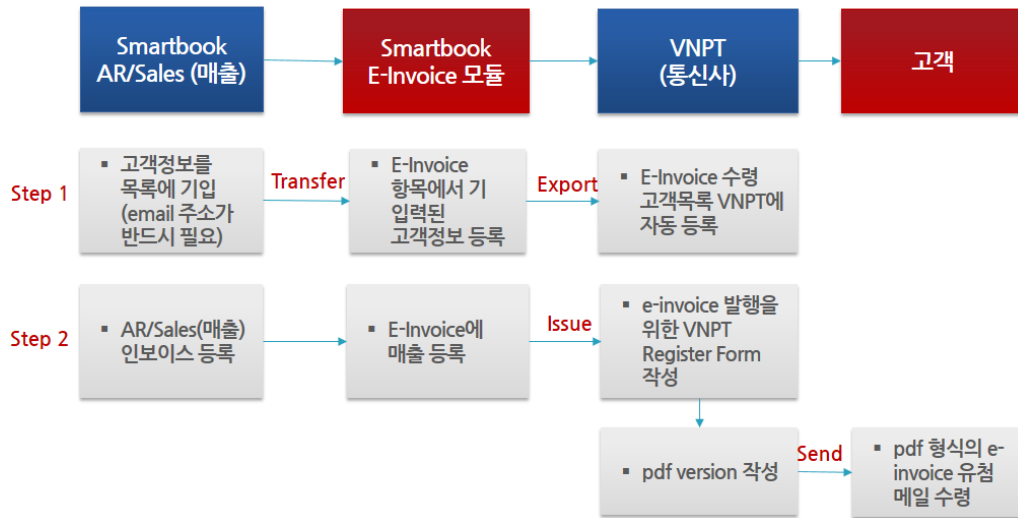 Smartbook
AR/Sales (매출)
Smartbook
E-Invoice 모듈
VNPT
(통신사)
고객
Step 1
▪ 고객정보를
목록에 기입
(email 주소가
반드시 필요)
Transfer
▪ E-Invoice
항목에서 기
입력된
고객정보 등록
Export
▪ E-Invoice 수령
고객목록 VNPT에
자동 등록
Step 2
▪ AR/Sales(매출)
인보이스 등록
▪ E-Invoice에
매출 등록
Issue
▪ e-invoice 발행을
위한 VNPT
Register Form
작성
▪ pdf version 작성
Send
▪ pdf 형식의 e-
invoice 유첨
메일 수령